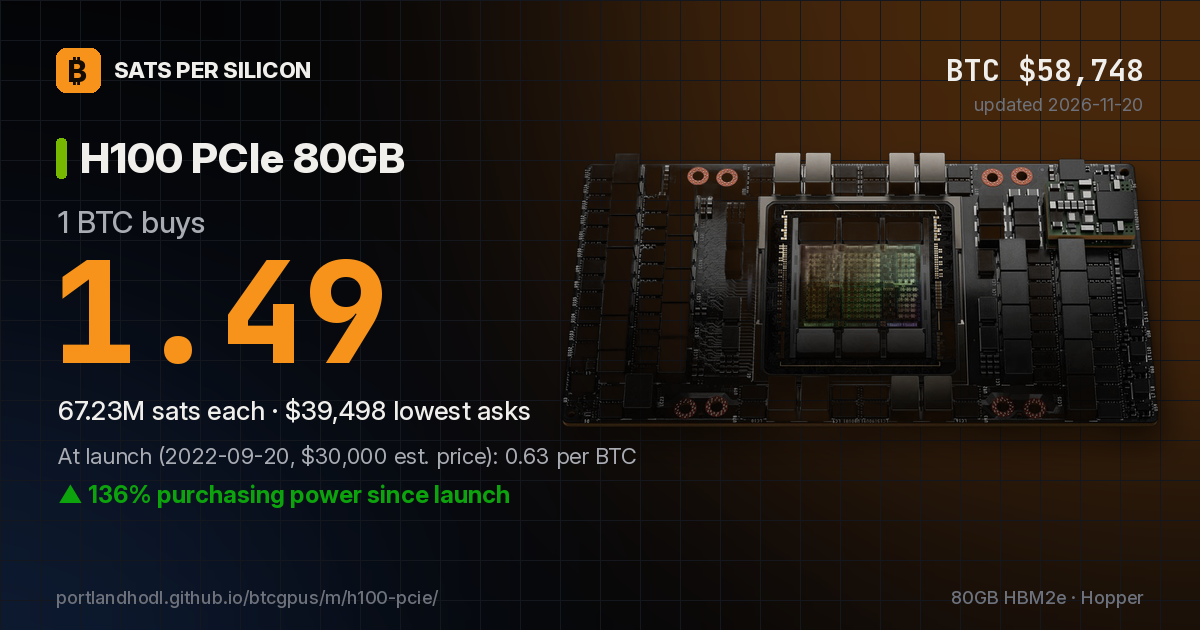 ₿ SATS PER SILICON
BTC $58,748
updated 2026-11-20
H100 PCIe 80GB
1 BTC buys
1.49
67.23M sats each · $39,498 lowest asks
At launch (2022-09-20, $30,000 est. price): 0.63 per BTC
▲ 136% purchasing power since launch
portlandhodl.github.io/btcgpus/m/h100-pcie/
80GB HBM2e · Hopper